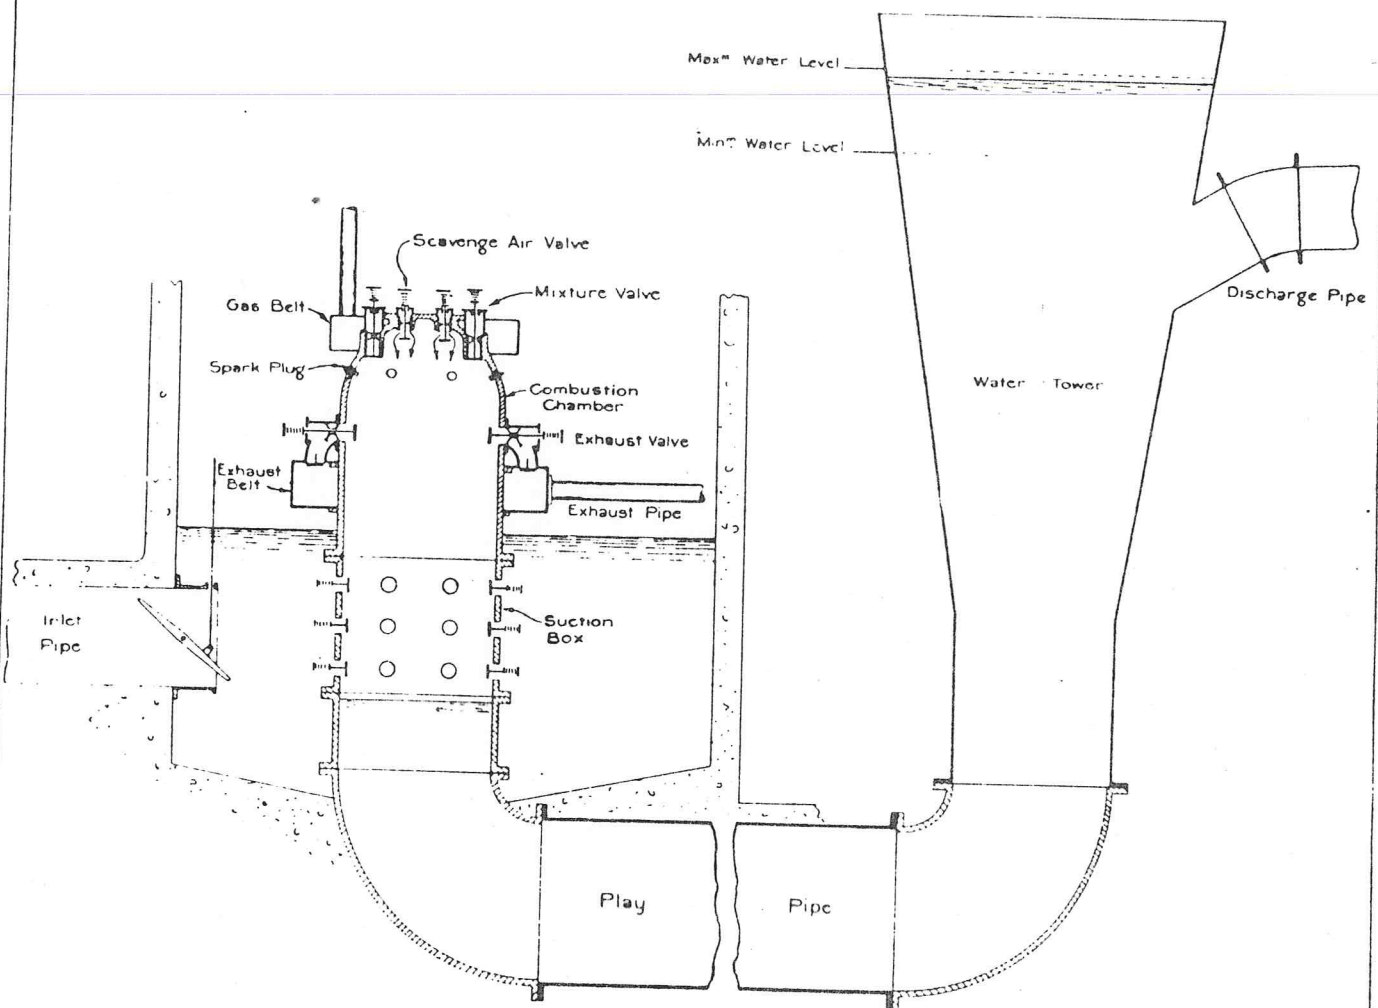 Maxm Water Level
Minm Water Level
Scavenge Air Valve
Mixture Valve
Gas Belt
Discharge Pipe
Spark Plug
Water Tower
Combustion
Chamber
Exhaust Valve
Exhaust
Belt
Exhaust Pipe
Inlet
Pipe
Suction
Box
Play Pipe